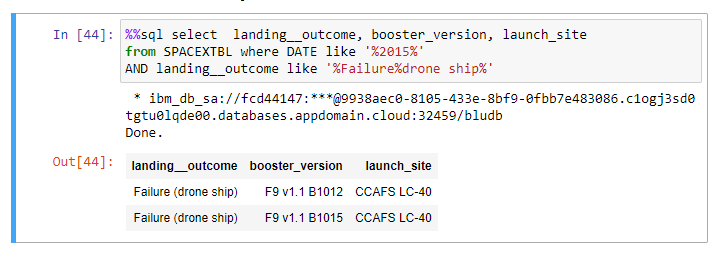 In [44]: %%sql select  landing__outcome, booster_version, launch_site
from SPACEXTBL where DATE like '%2015%'
AND landing__outcome like '%Failure%drone ship%'
* ibm_db_sa://fcd44147:***@9938aec0-8105-433e-8bf9-0fbb7e483086.c1ogj3sd0
tgtu0lqde00.databases.appdomain.cloud:32459/bludb
Done.
Out[44]: landing__outcome booster_version launch_site
Failure (drone ship) F9 v1.1 B1012 CCAFS LC-40
Failure (drone ship) F9 v1.1 B1015 CCAFS LC-40